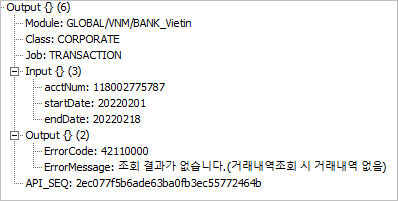 Output {} (6)
Module: GLOBAL/VNM/BANK_Vietin
Class: CORPORATE
Job: TRANSACTION
Input {} (3)
acctNum: 118002775787
startDate: 20220201
endDate: 20220218
Output {} (2)
ErrorCode: 42110000
ErrorMessage: 조회 결과가 없습니다.(거래내역조회 시 거래내역 없음)
API_SEQ: 2ec077f5b6ade63ba0fb3ec55772464b